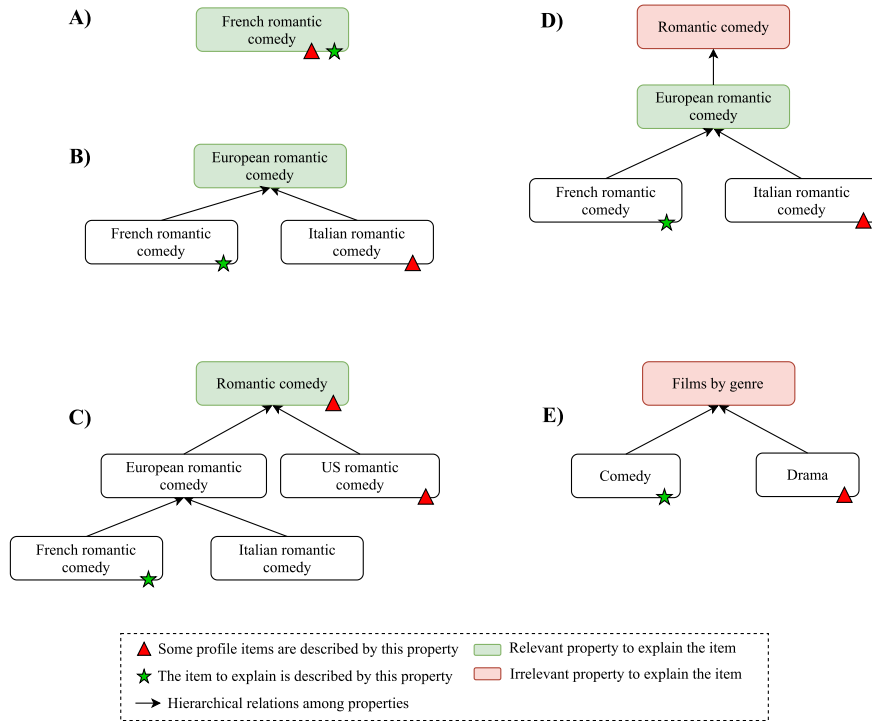 A)
French romantic
comedy
B)
European romantic
comedy
French romantic
comedy
Italian romantic
comedy
C)
Romantic comedy
European romantic
comedy
US romantic
comedy
French romantic
comedy
Italian romantic
comedy
D)
Romantic comedy
European romantic
comedy
French romantic
comedy
Italian romantic
comedy
E)
Films by genre
Comedy
Drama
Some profile items are described by this property
Relevant property to explain the item
The item to explain is described by this property
Irrelevant property to explain the item
Hierarchical relations among properties